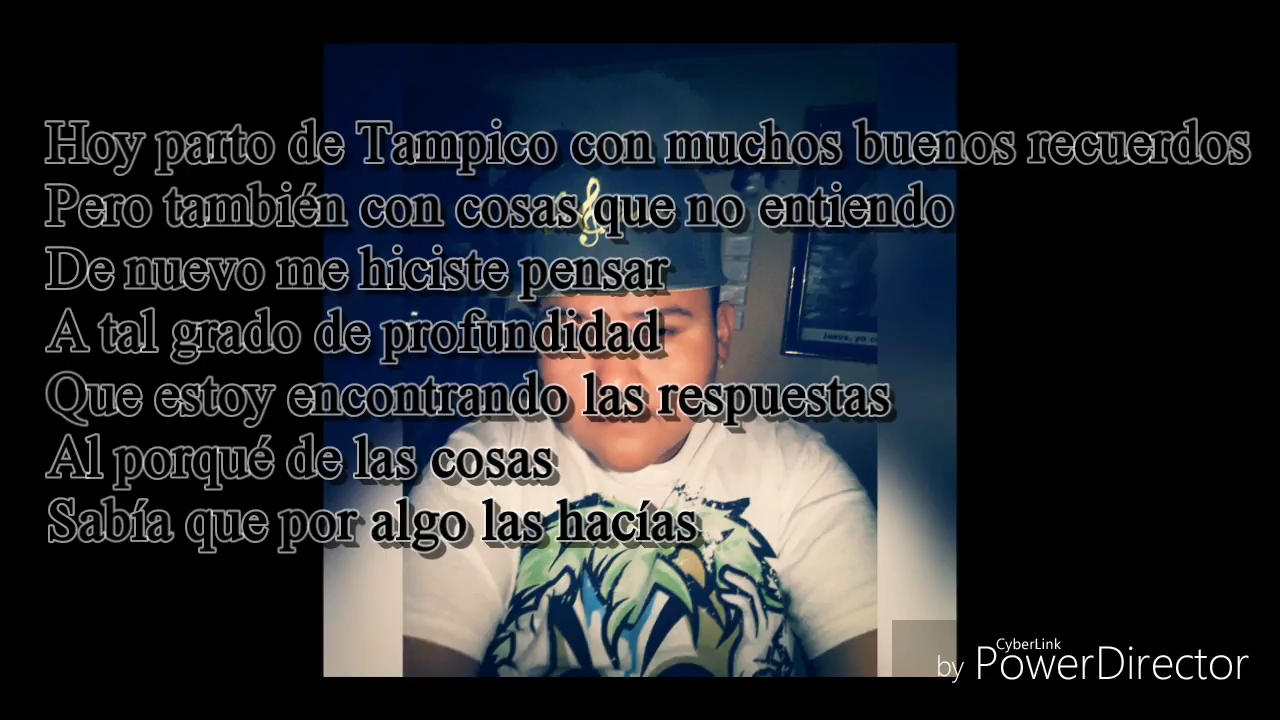 Hoy parto de Tampico con muchos buenos recuerdos
Pero también con cosas que no entiendo
De nuevo me hiciste pensar
A tal grado de profundidad
Que estoy encontrando las respuestas
Al porqué de las cosas
Sabía que por algo las hacías
CyberLink
by PowerDirector